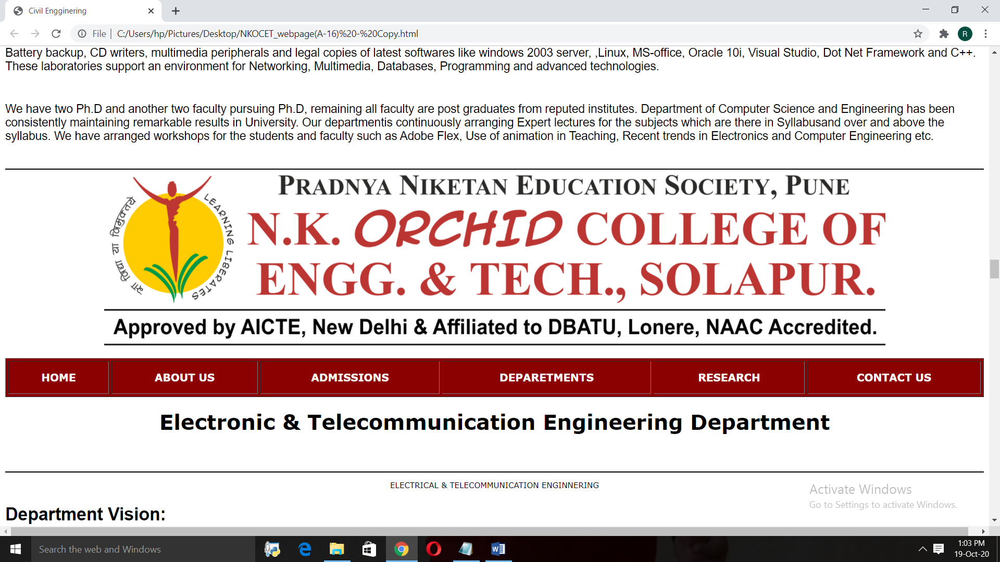 Civil Engginering
File
C:/Users/hp/Pictures/Desktop/NKOCET_webpage(A-16)%20-%20Copy.html
R
Battery backup, CD writers, multimedia peripherals and legal copies of latest softwares like windows 2003 server, ,Linux, MS-office, Oracle 10i, Visual Studio, Dot Net Framework and C++.
These laboratories support an environment for Networking, Multimedia, Databases, Programming and advanced technologies.
We have two Ph.D and another two faculty pursuing Ph.D, remaining all faculty are post graduates from reputed institutes. Department of Computer Science and Engineering has been
consistently maintaining remarkable results in University. Our departmentis continuously arranging Expert lectures for the subjects which are there in Syllabusand over and above the
syllabus. We have arranged workshops for the students and faculty such as Adobe Flex, Use of animation in Teaching, Recent trends in Electronics and Computer Engineering etc.
सा विद्या या विमुक्तये
LEARNING LIBERATES
PRADNYA NIKETAN EDUCATION SOCIETY, PUNE
N.K. ORCHID COLLEGE OF
ENGG. & TECH., SOLAPUR.
Approved by AICTE, New Delhi & Affiliated to DBATU, Lonere, NAAC Accredited.
HOME ABOUT US ADMISSIONS DEPARETMENTS RESEARCH CONTACT US
Electronic & Telecommunication Engineering Department
ELECTRICAL & TELECOMMUNICATION ENGINNERING
Department Vision:
Activate Windows
Go to Settings to activate Windows.
Search the web and Windows
1:03 PM
19-Oct-20